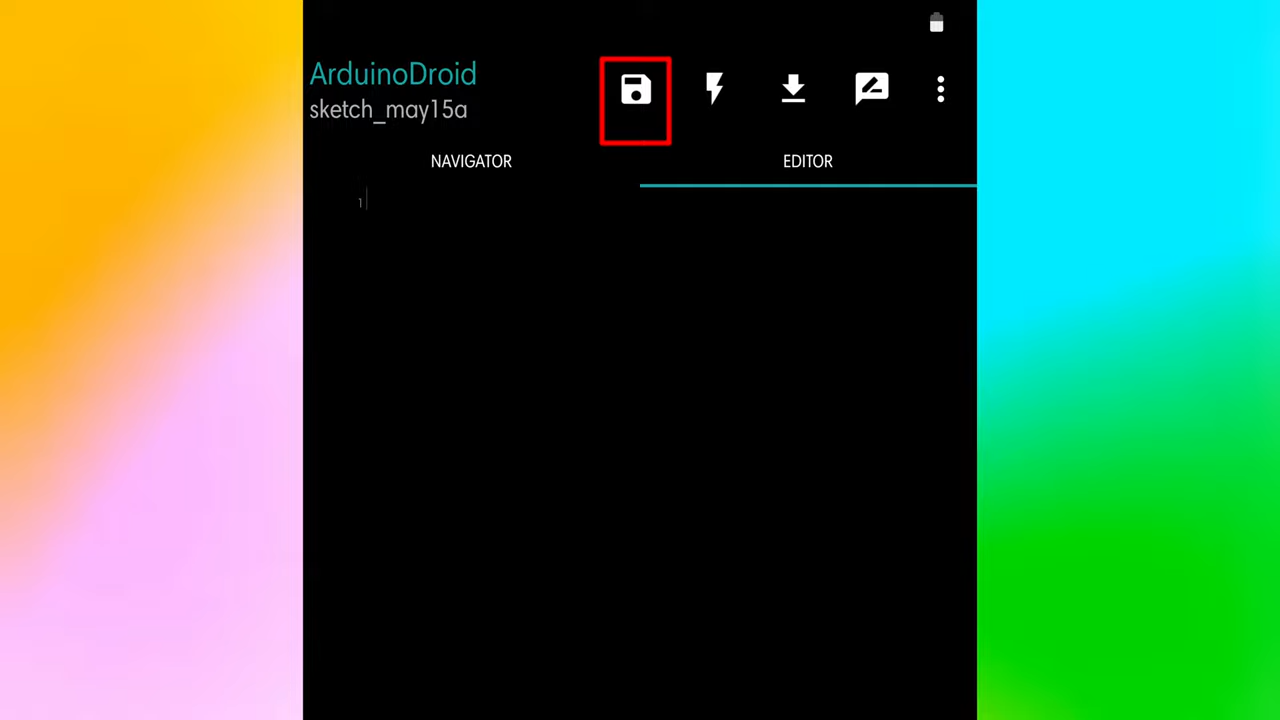 ArduinoDroid
sketch_may15a
NAVIGATOR
EDITOR
1